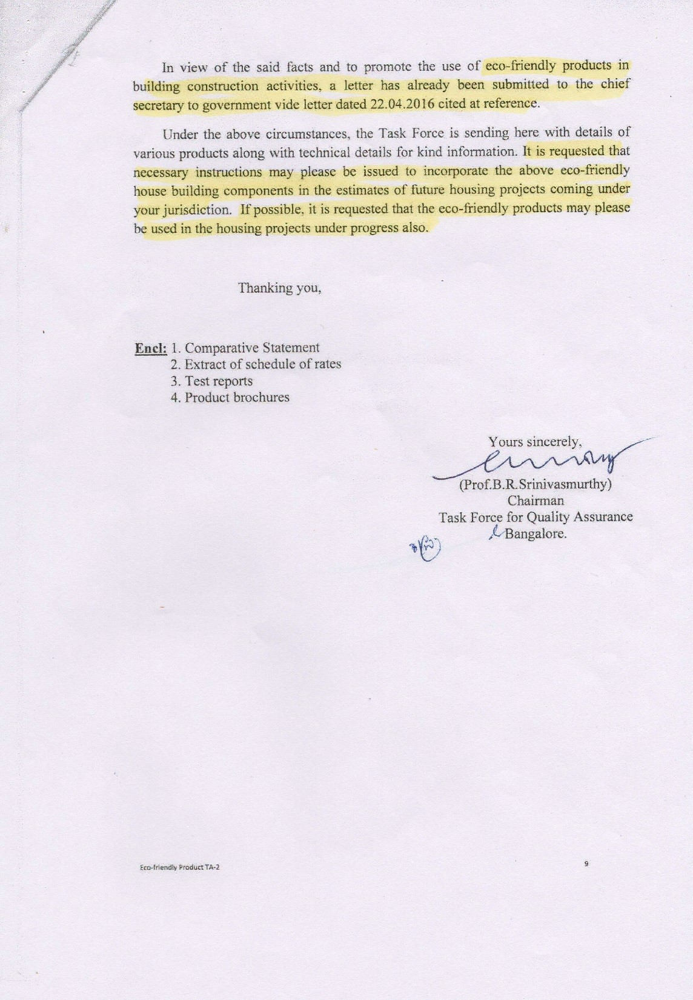 In view of the said facts and to promote the use of eco-friendly products in
building construction activities, a letter has already been submitted to the chief
secretary to government vide letter dated 22.04.2016 cited at reference.
Under the above circumstances, the Task Force is sending here with details of
various products along with technical details for kind information. It is requested that
necessary instructions may please be issued to incorporate the above eco-friendly
house building components in the estimates of future housing projects coming under
your jurisdiction. If possible, it is requested that the eco-friendly products may please
be used in the housing projects under progress also.
Thanking you,
Encl: 1. Comparative Statement
2. Extract of schedule of rates
3. Test reports
4. Product brochures
Yours sincerely,
(Prof.B.R.Srinivasmurthy)
Chairman
Task Force for Quality Assurance
Bangalore.
Eco-friendly Product TA-2
9